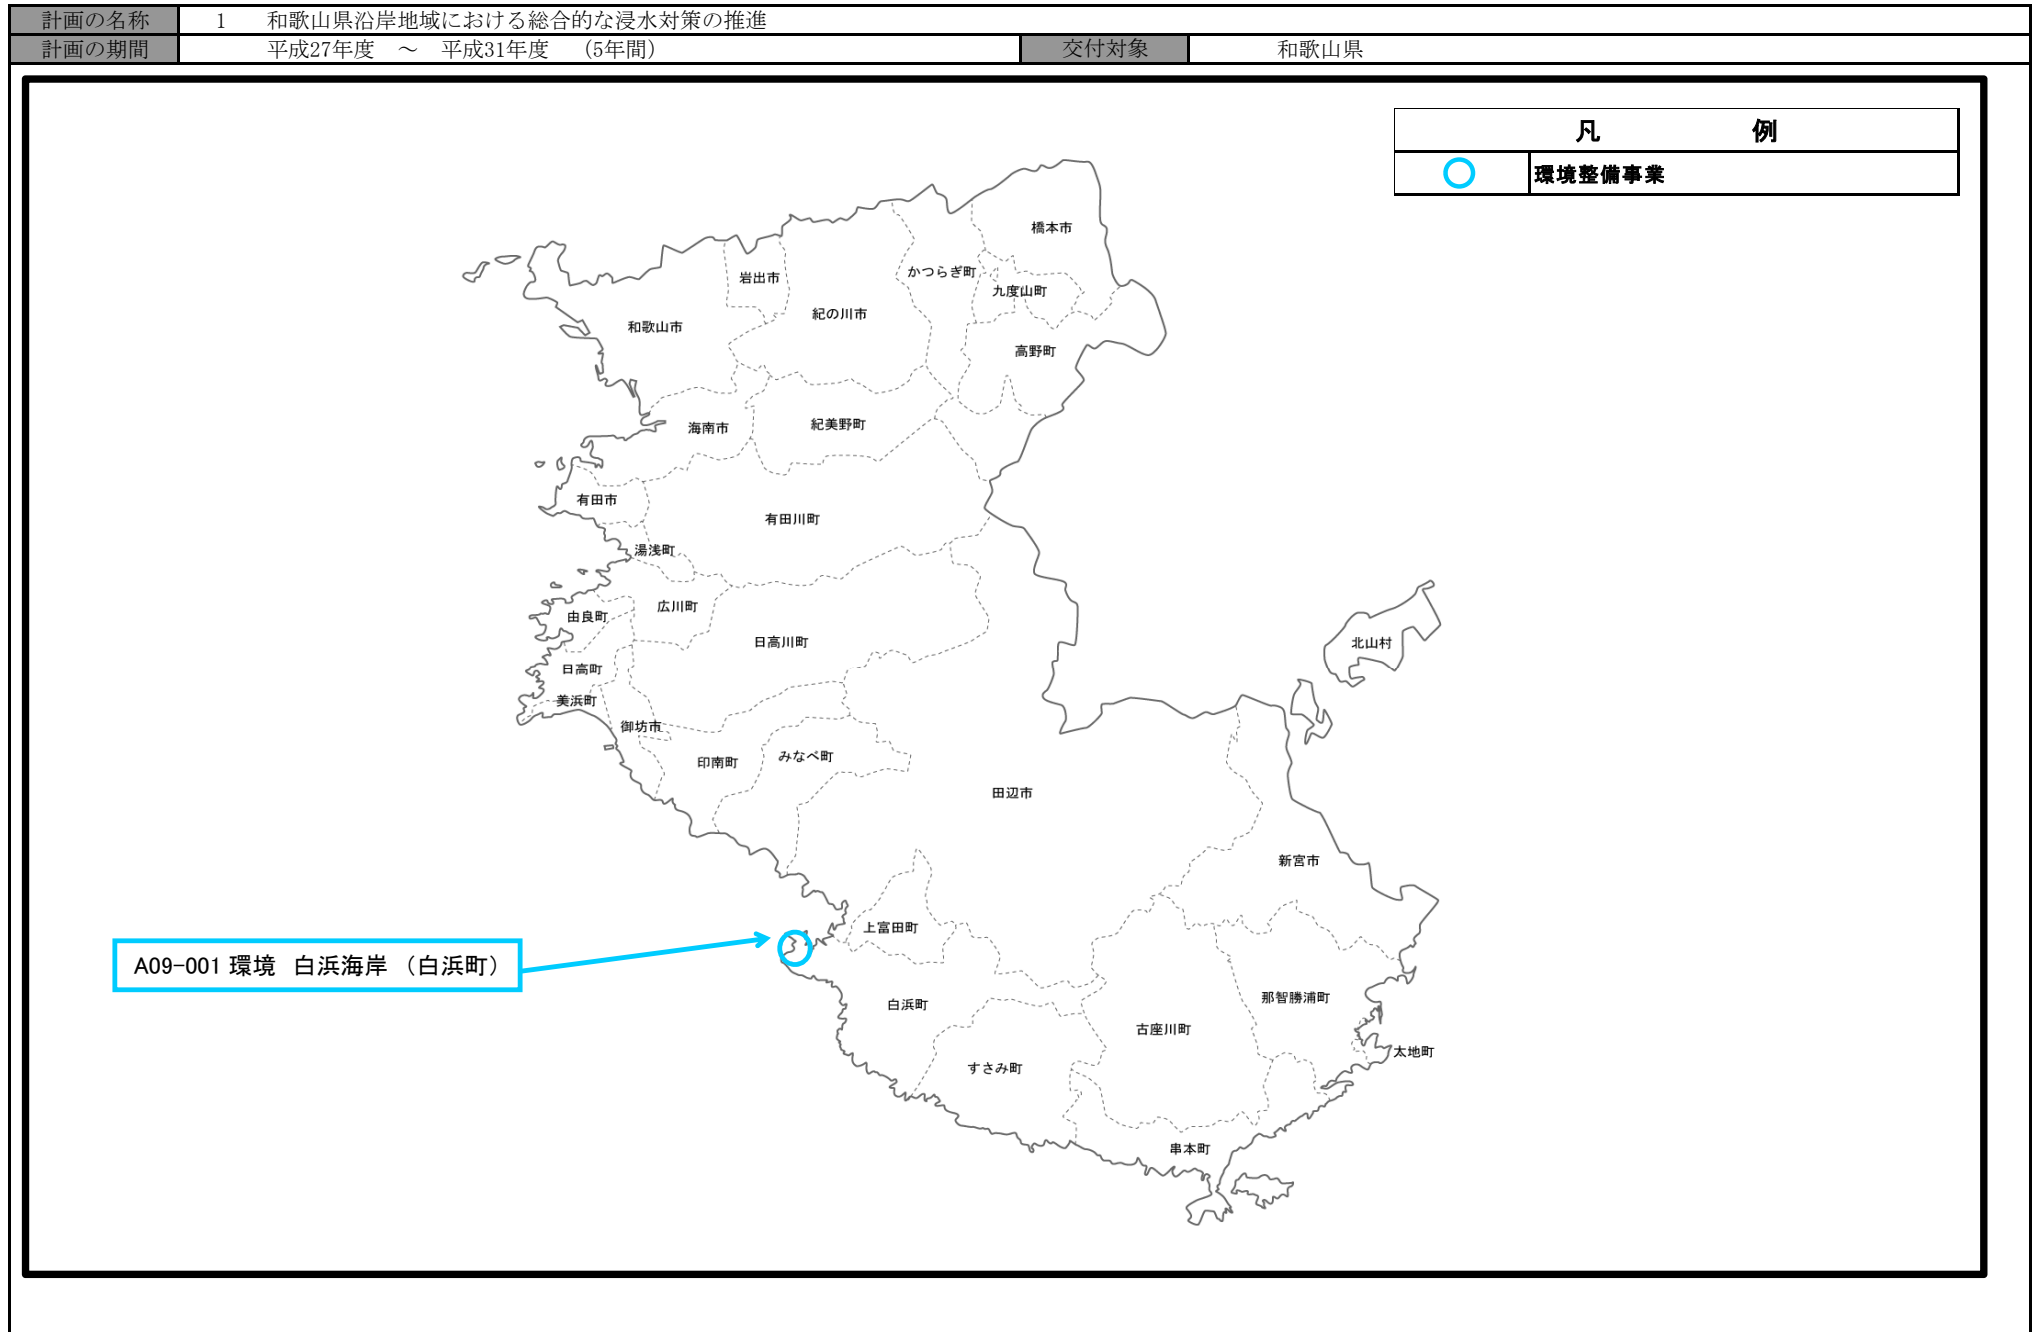 計画の名称 1 和歌山県沿岸地域における総合的な浸水対策の推進
計画の期間 平成27年度 ～ 平成31年度 （5年間） 交付対象 和歌山県
凡 例
環境整備事業
橋本市
かつらぎ町
岩出市
九度山町
紀の川市
和歌山市
高野町
紀美野町
海南市
有田市
有田川町
湯浅町
広川町
由良町
日高川町
北山村
日高町
美浜町
御坊市
みなべ町
印南町
田辺市
新宮市
上富田町
A09-001 環境 白浜海岸 （白浜町）
那智勝浦町
白浜町
古座川町
太地町
すさみ町
串本町